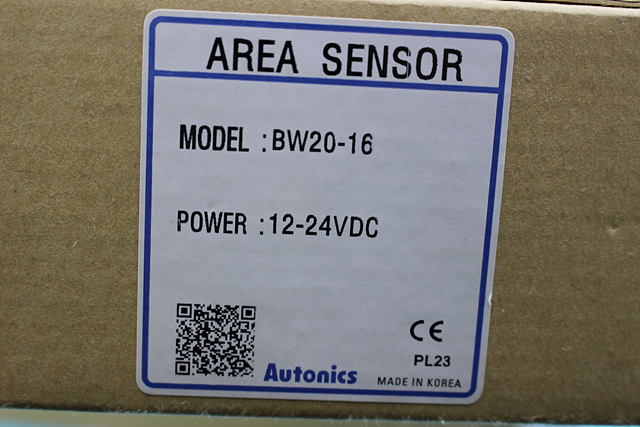 AREA SENSOR
MODEL :BW20-16
POWER :12-24VDC
CE
PL23
Autonics
MADE IN KOREA